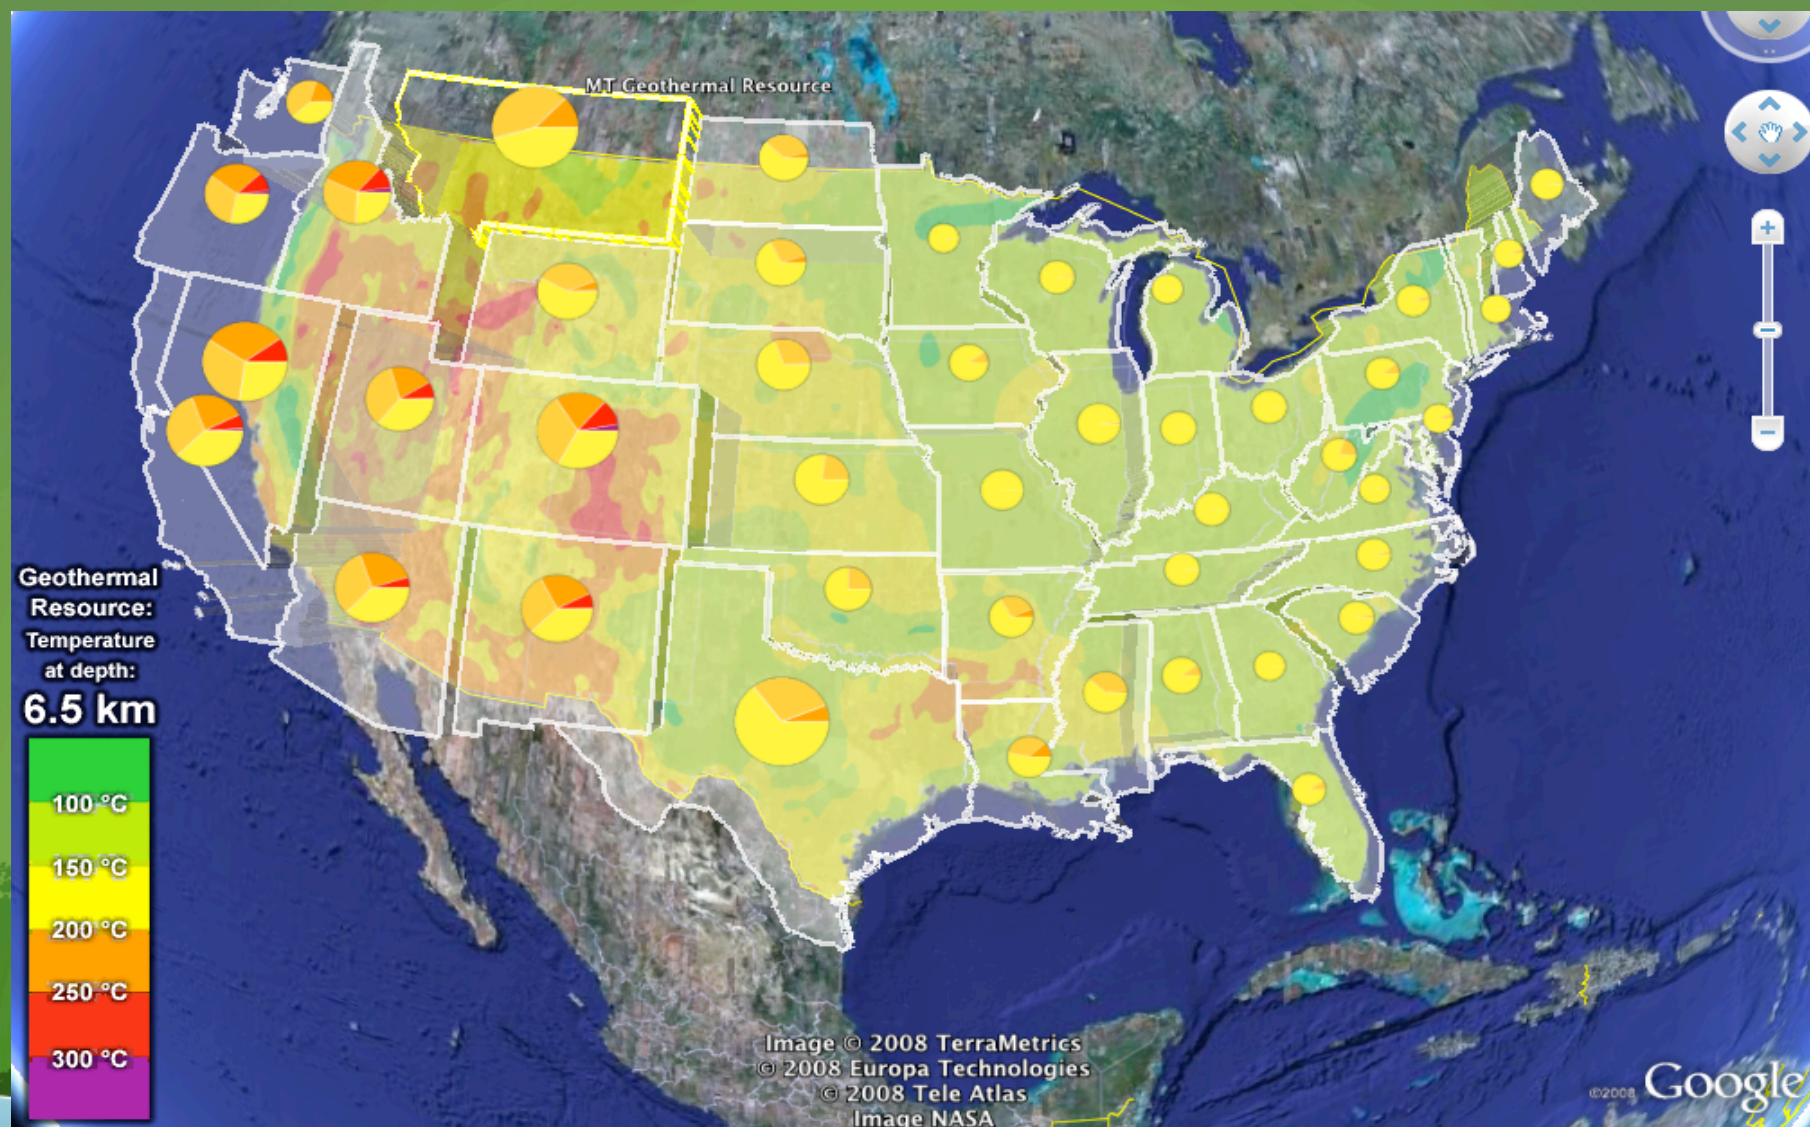 MT Geothermal Resource
Geothermal
Resource:
Temperature
at depth:
6.5 km
100 °C
150 °C
200 °C
250 °C
300 °C
Image © 2008 TerraMetrics
© 2008 Europa Technologies
© 2008 Tele Atlas
Image NASA
©2008 Google